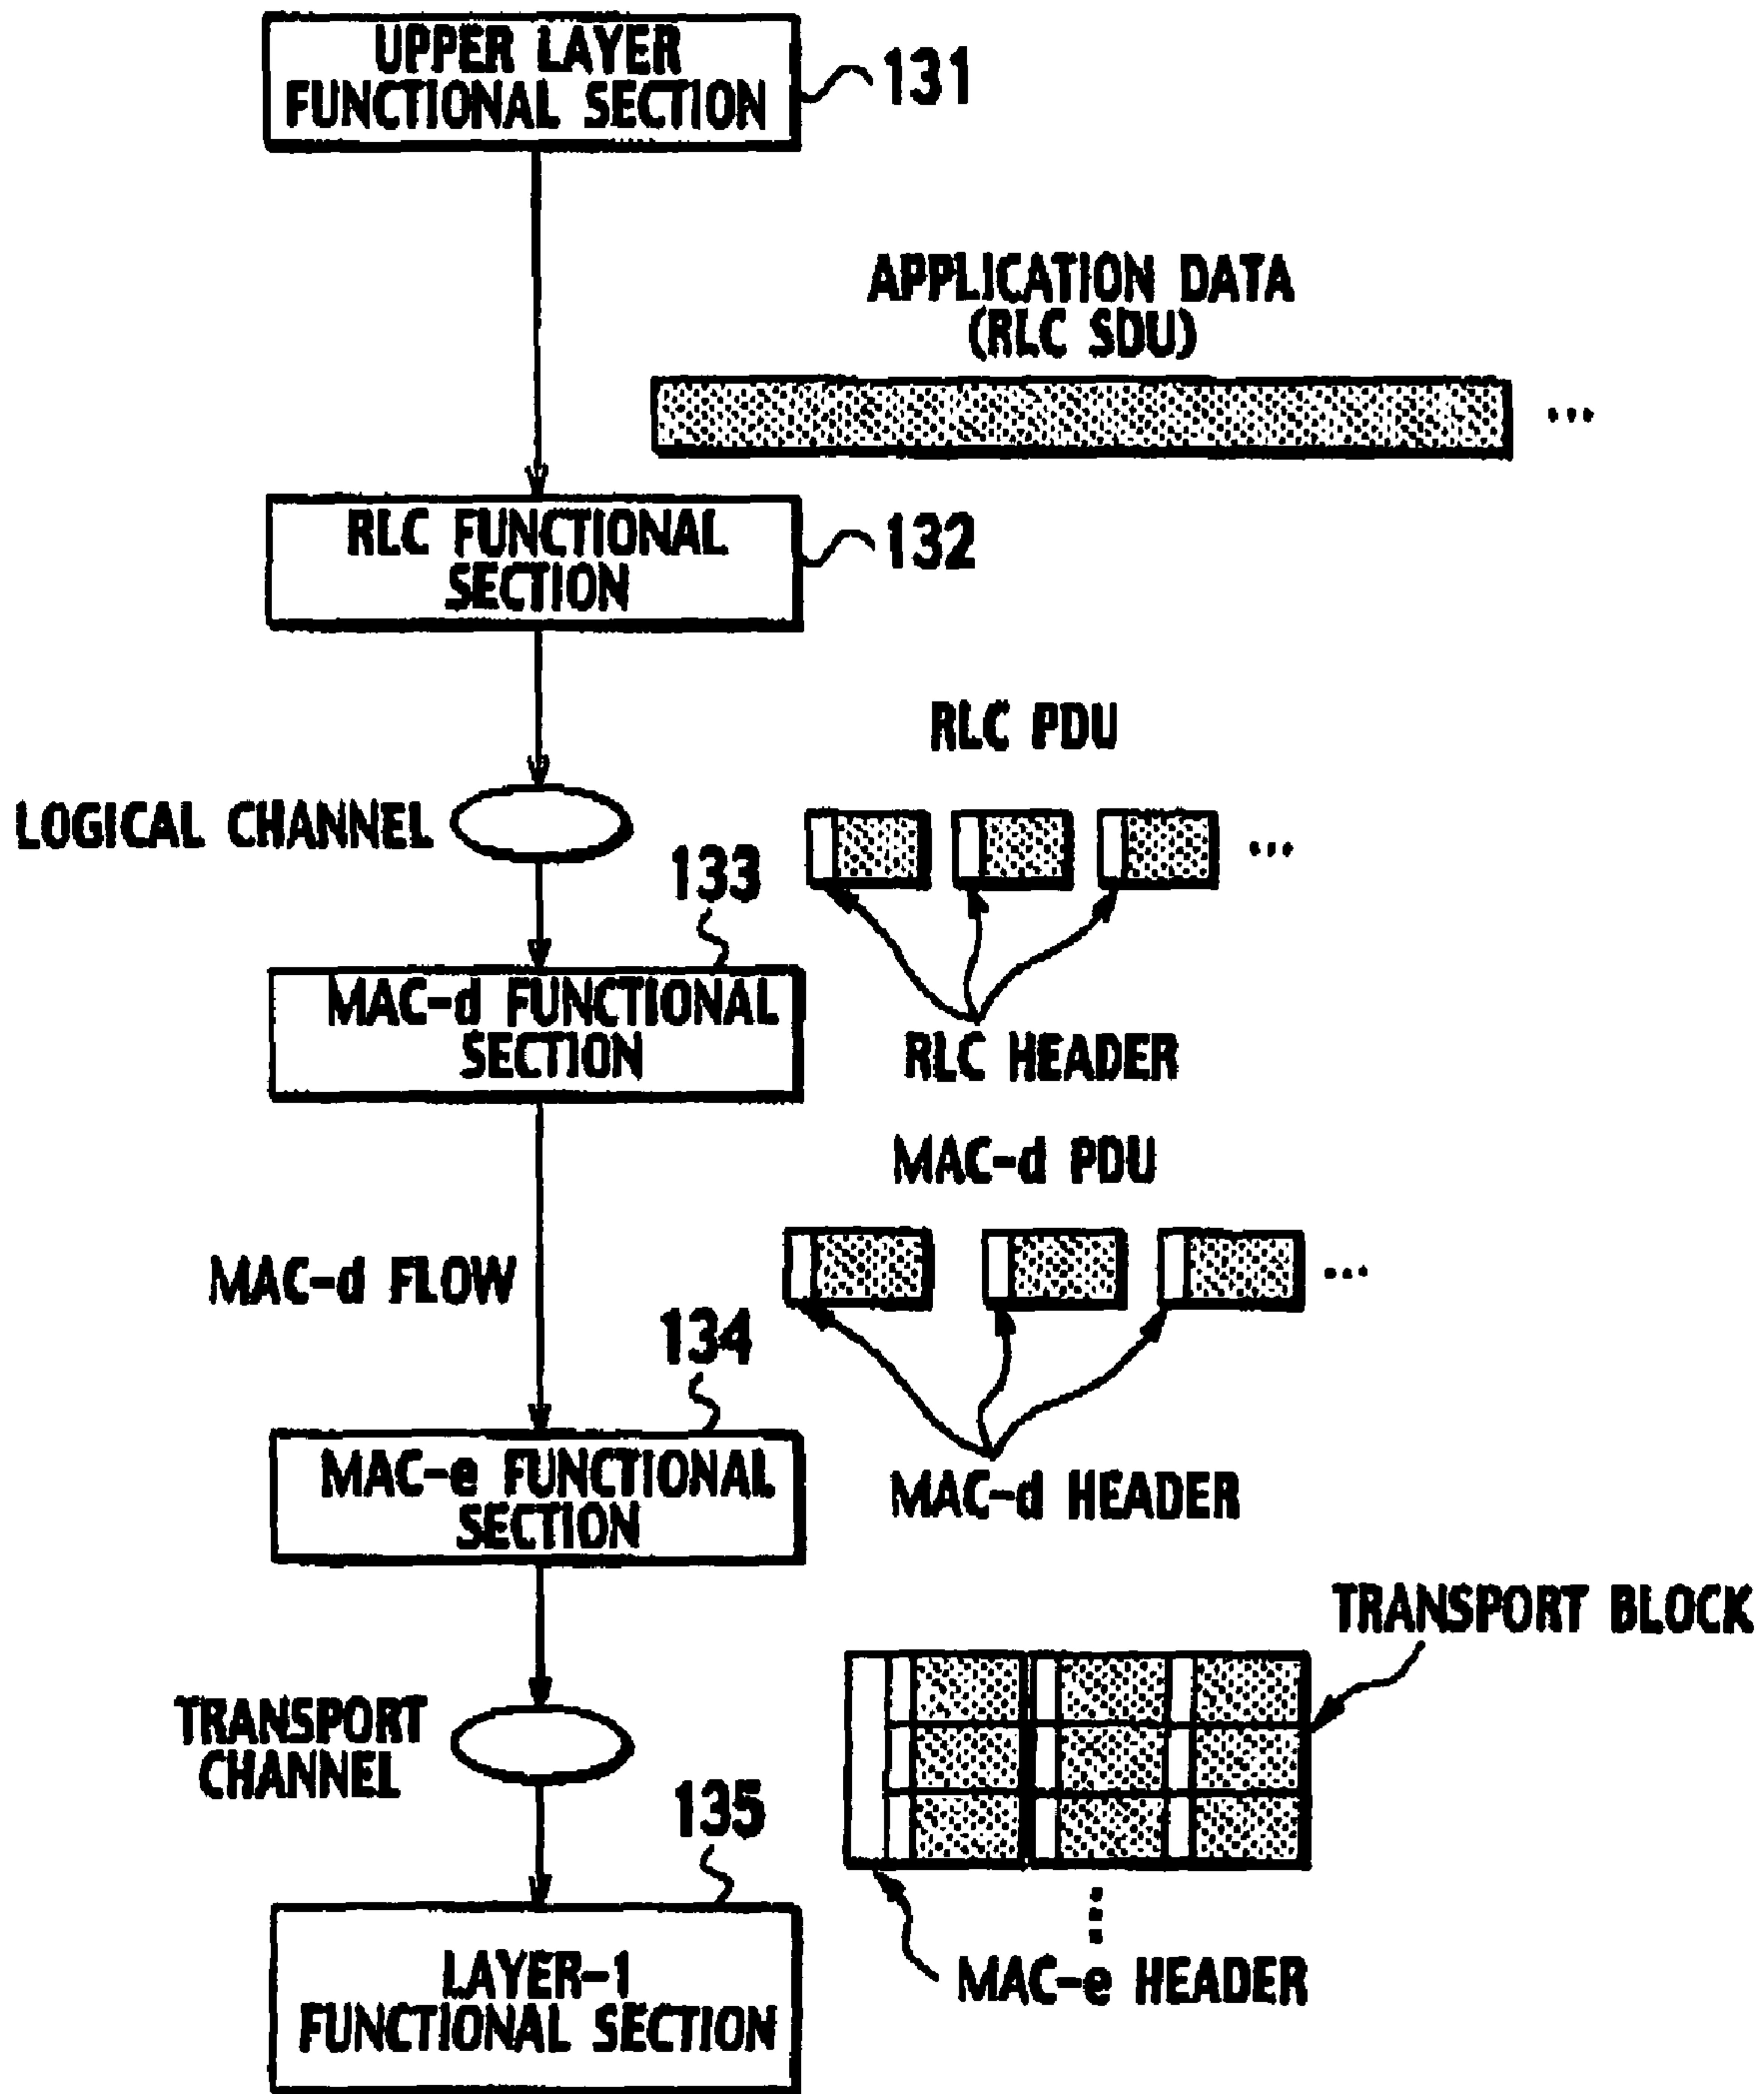 UPPER LAYER
FUNCTIONAL SECTION
131
APPLICATION DATA
(RLC SDU)
...
RLC FUNCTIONAL
SECTION
132
RLC PDU
LOGICAL CHANNEL
...
133
MAC-d FUNCTIONAL
SECTION
RLC HEADER
MAC-d PDU
MAC-d FLOW
...
134
MAC-e FUNCTIONAL
SECTION
MAC-d HEADER
TRANSPORT BLOCK
TRANSPORT
CHANNEL
135
LAYER-1
FUNCTIONAL SECTION
MAC-e HEADER